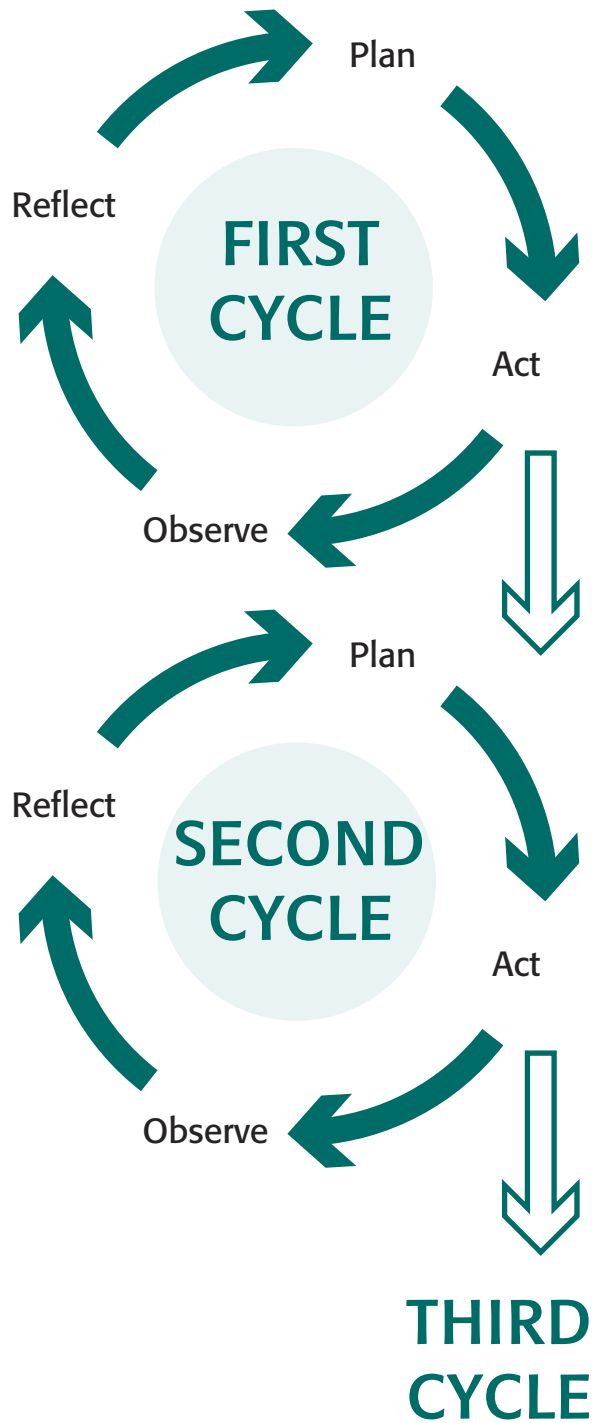 Plan
Reflect
FIRST
CYCLE
Act
Observe
Plan
Reflect
SECOND
CYCLE
Act
Observe
THIRD
CYCLE